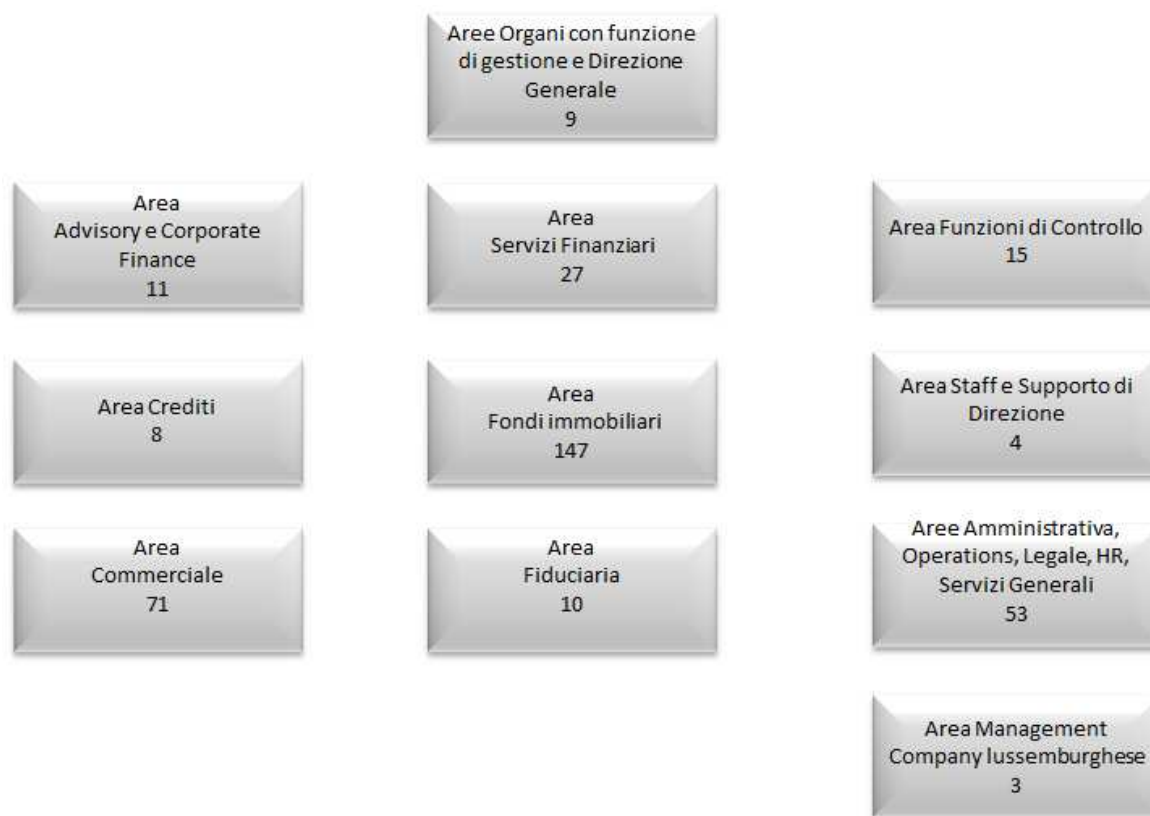 Aree Organi con funzione
di gestione e Direzione
Generale
9
Area
Advisory e Corporate
Finance
11
Area
Servizi Finanziari
27
Area Funzioni di Controllo
15
Area Crediti
8
Area
Fondi immobiliari
147
Area Staff e Supporto di
Direzione
4
Area
Commerciale
71
Area
Fiduciaria
10
Aree Amministrativa,
Operations, Legale, HR,
Servizi Generali
53
Area Management
Company lussemburghese
3